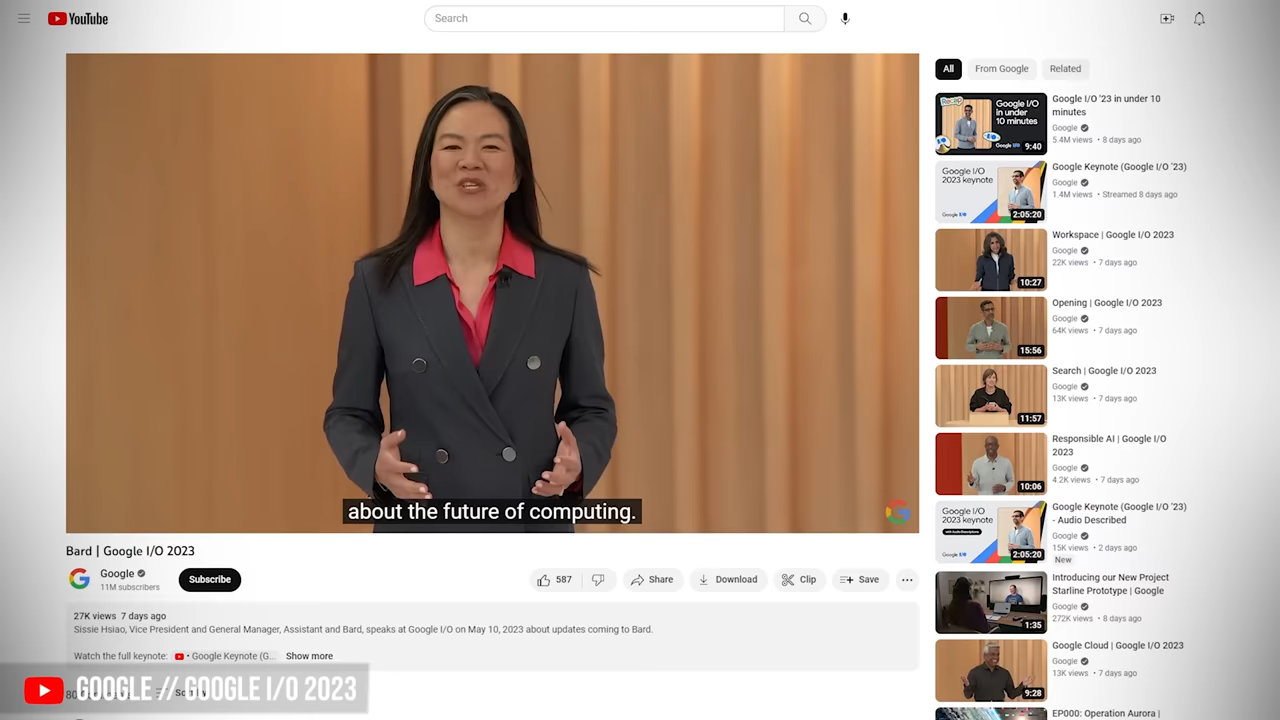 YouTube
Search
about the future of computing.
Bard | Google I/O 2023
Google
11M subscribers
Subscribe
587
Share
Download
Clip
Save
27K views 7 days ago
Sissie Hsiao, Vice President and General Manager, Assistant and Bard, speaks at Google I/O on May 10, 2023 about updates coming to Bard.
Watch the full keynote: • Google Keynote (G... Show more
GOOGLE // GOOGLE I/O 2023
All
From Google
Related
Recap
Google I/O
in under
10 minutes
Google I/O
9:40
Google I/O '23 in under 10
minutes
Google
5.4M views • 8 days ago
Google I/O
2023 keynote
Google I/O
2:05:20
Google Keynote (Google I/O '23)
Google
1.4M views • Streamed 8 days ago
10:27
Workspace | Google I/O 2023
Google
22K views • 7 days ago
15:56
Opening | Google I/O 2023
Google
64K views • 7 days ago
11:57
Search | Google I/O 2023
Google
13K views • 7 days ago
10:06
Responsible AI | Google I/O
2023
Google
4.2K views • 7 days ago
Google I/O
2023 keynote
with Audio Descriptions
Google I/O
2:05:20
Google Keynote (Google I/O '23)
- Audio Described
Google
15K views • 2 days ago
New
1:35
Introducing our New Project
Starline Prototype | Google
Google
272K views • 8 days ago
9:28
Google Cloud | Google I/O 2023
Google
13K views • 7 days ago
EP000: Operation Aurora |